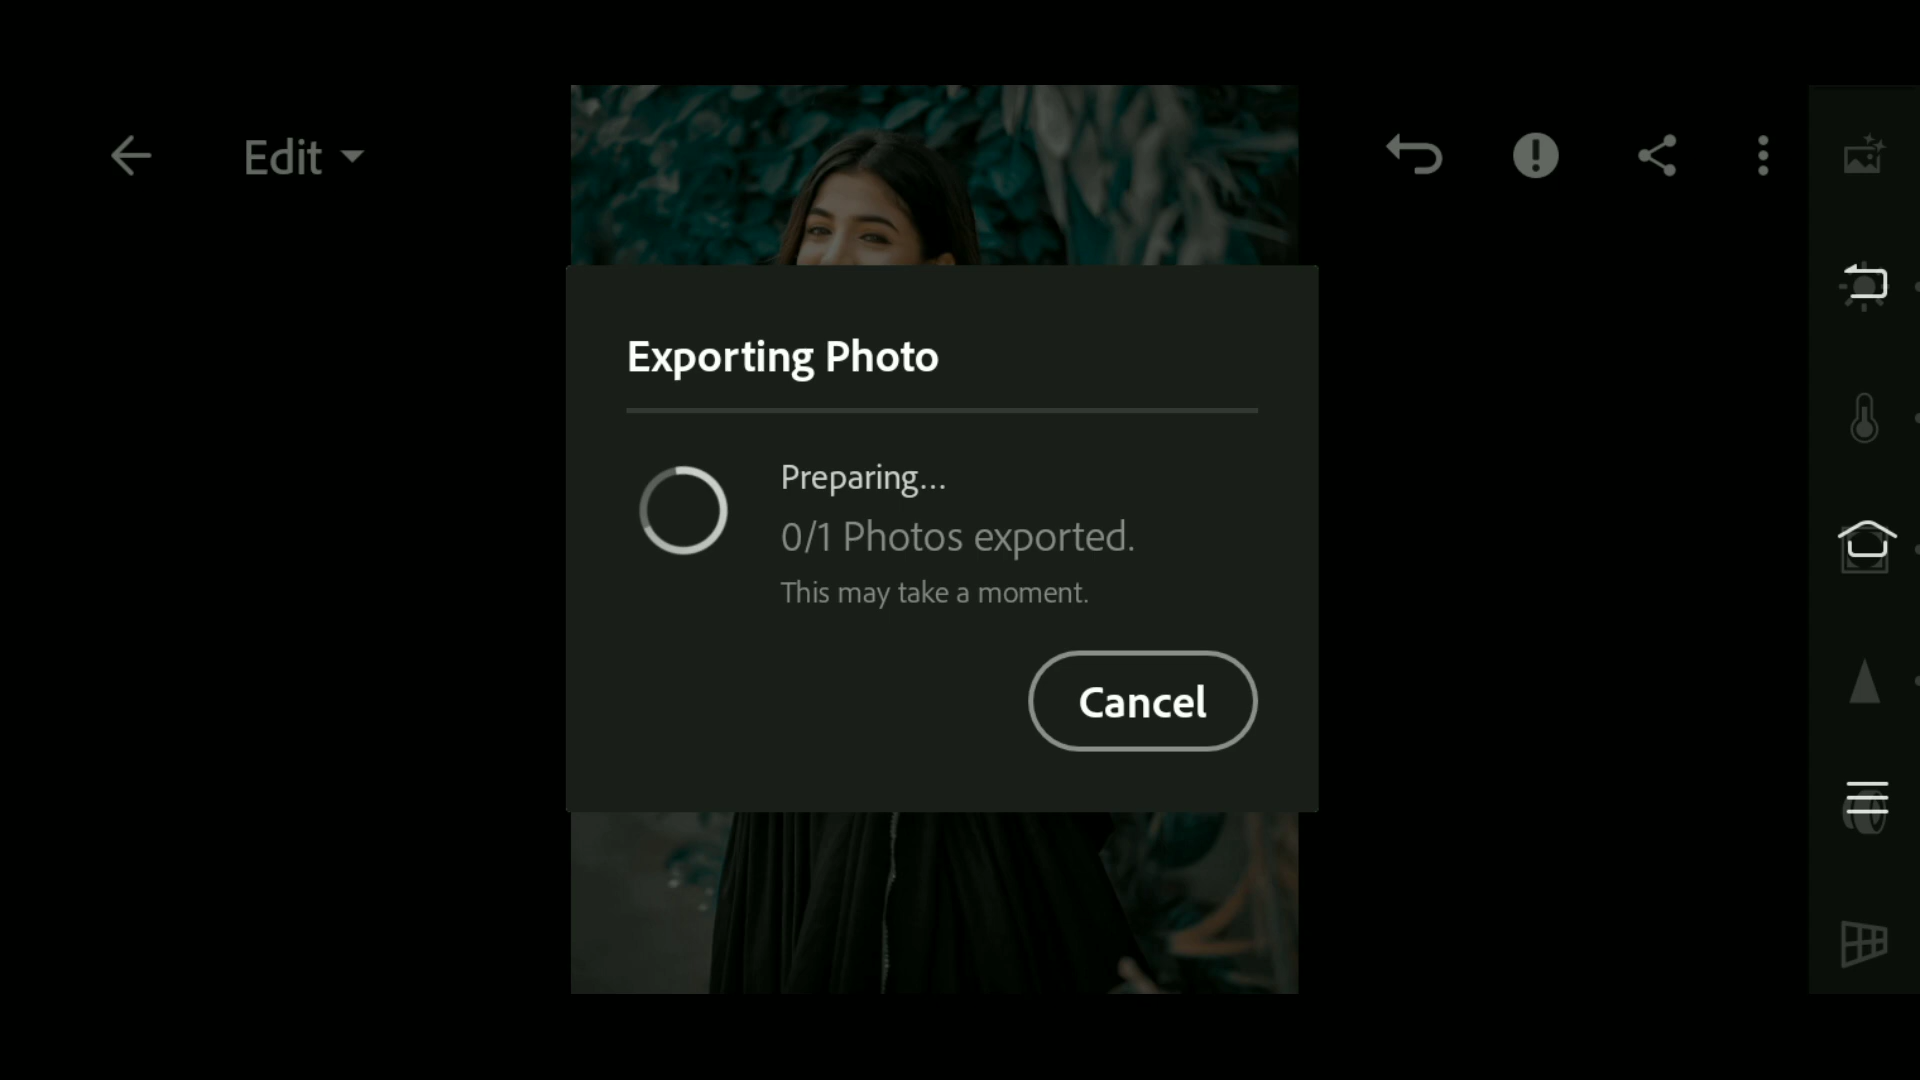 Edit
Exporting Photo
Preparing...
0/1 Photos exported.
This may take a moment.
Cancel